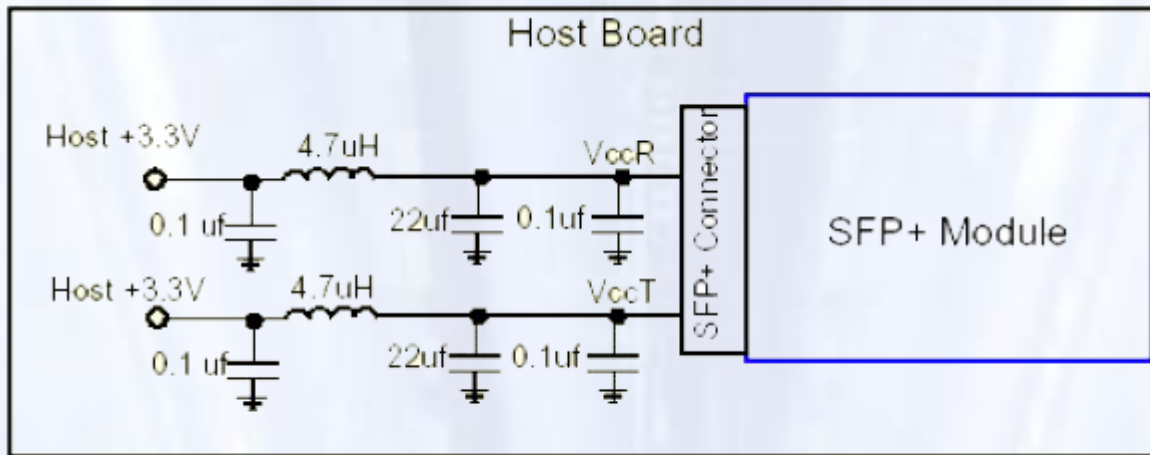 Host Board
Host +3.3V
4.7uH
VccR
0.1 uf
22uf
0.1uf
SFP+ Connector
SFP+ Module
Host +3.3V
4.7uH
VccT
0.1 uf
22uf
0.1uf